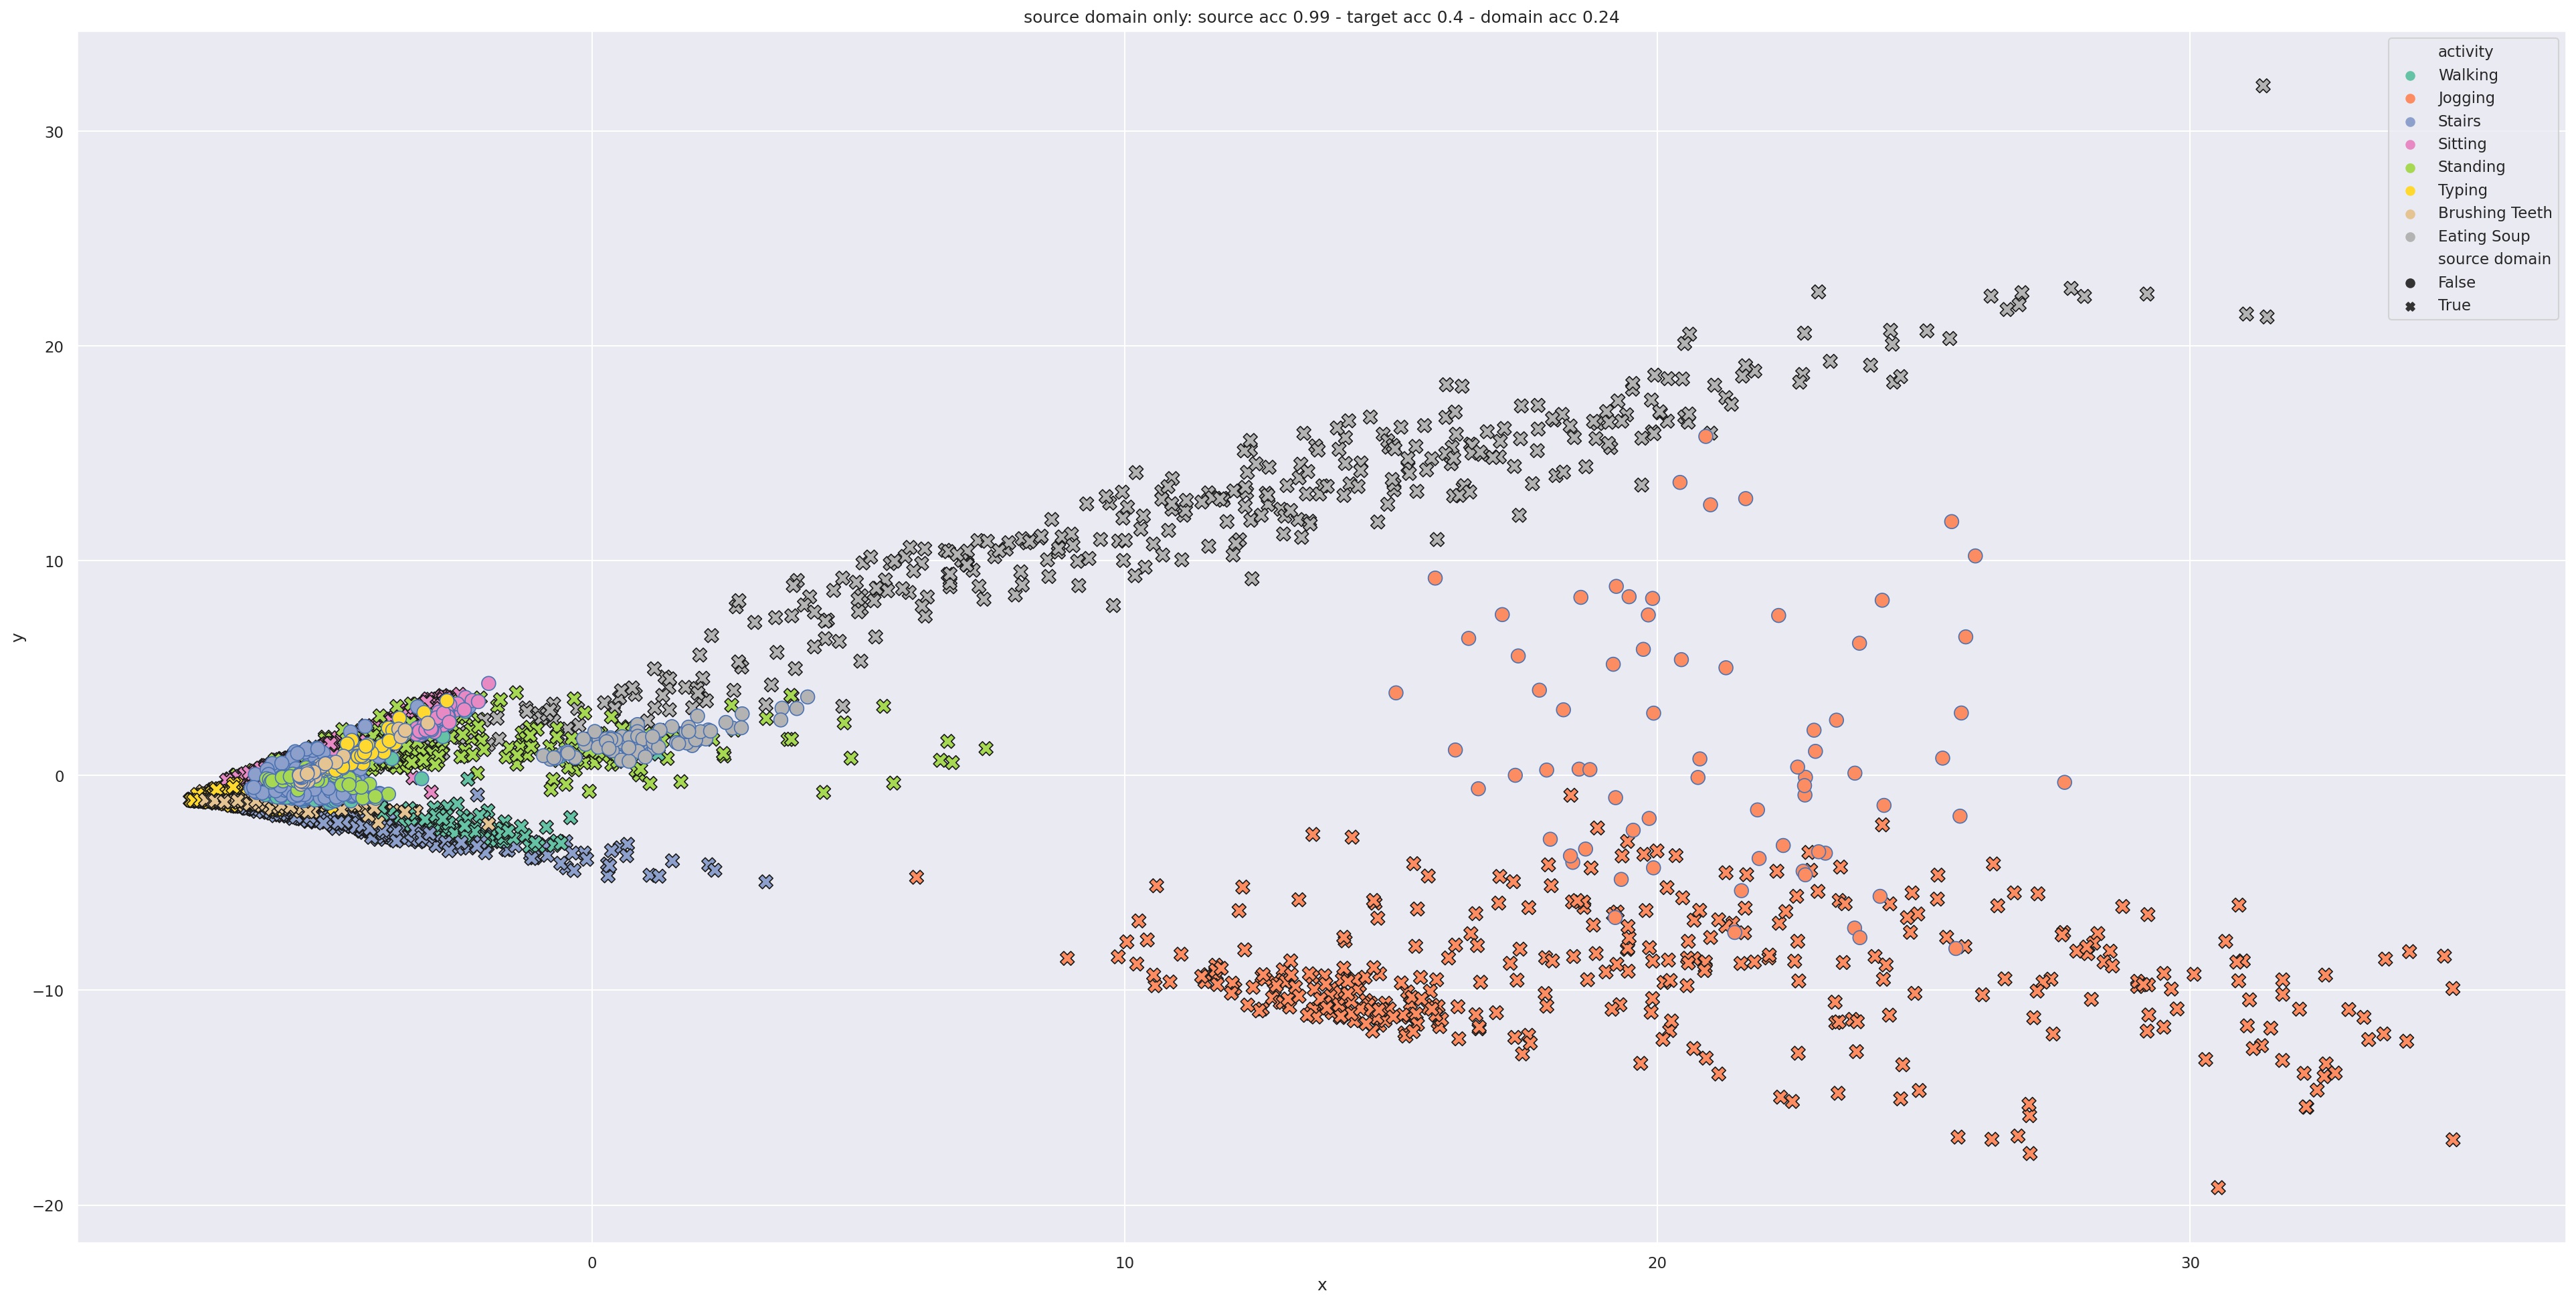 source domain only: source acc 0.99 - target acc 0.4 - domain acc 0.24
activity
Walking
Jogging
Stairs
Sitting
Standing
Typing
Brushing Teeth
Eating Soup
source domain
False
True
30
20
10
0
−10
−20
y
0
10
20
30
x